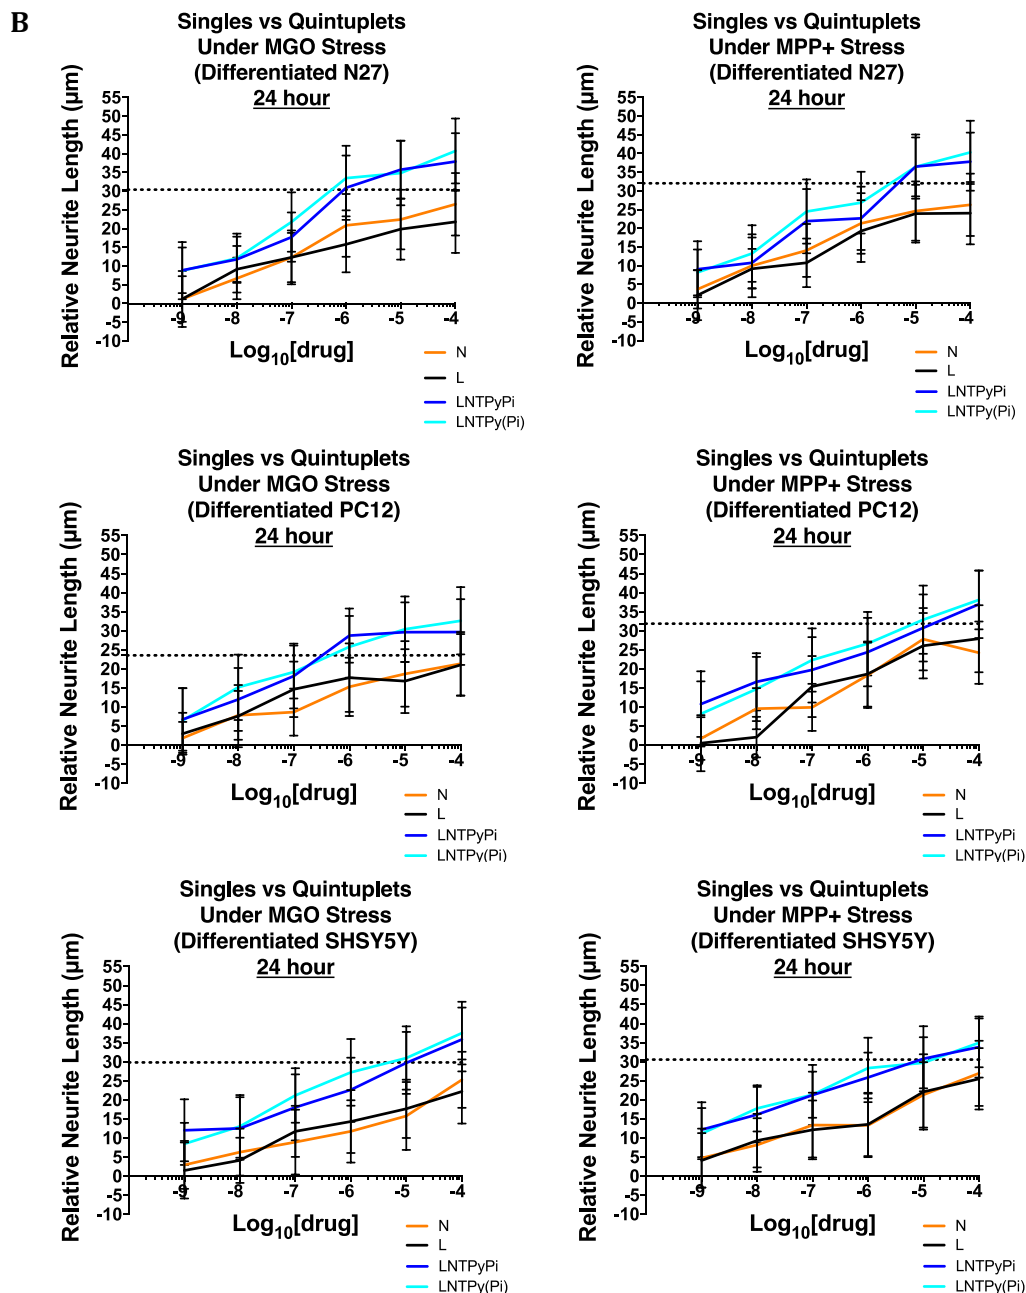 B
Singles vs Quintuplets
Under MGO Stress
(Differentiated N27)
24 hour
Relative Neurite Length (µm)
55
50
45
40
35
30
25
20
15
10
5
0
-5
-10
-9 -8 -7 -6 -5 -4
Log10[drug]
N
L
LNTPyPi
LNTPy(Pi)
Singles vs Quintuplets
Under MPP+ Stress
(Differentiated N27)
24 hour
Relative Neurite Length (µm)
55
50
45
40
35
30
25
20
15
10
5
0
-5
-10
-9 -8 -7 -6 -5 -4
Log10[drug]
N
L
LNTPyPi
LNTPy(Pi)
Singles vs Quintuplets
Under MGO Stress
(Differentiated PC12)
24 hour
Relative Neurite Length (µm)
55
50
45
40
35
30
25
20
15
10
5
0
-5
-10
-9 -8 -7 -6 -5 -4
Log10[drug]
N
L
LNTPyPi
LNTPy(Pi)
Singles vs Quintuplets
Under MPP+ Stress
(Differentiated PC12)
24 hour
Relative Neurite Length (µm)
55
50
45
40
35
30
25
20
15
10
5
0
-5
-10
-9 -8 -7 -6 -5 -4
Log10[drug]
N
L
LNTPyPi
LNTPy(Pi)
Singles vs Quintuplets
Under MGO Stress
(Differentiated SHSY5Y)
24 hour
Relative Neurite Length (µm)
55
50
45
40
35
30
25
20
15
10
5
0
-5
-10
-9 -8 -7 -6 -5 -4
Log10[drug]
N
L
LNTPyPi
LNTPy(Pi)
Singles vs Quintuplets
Under MPP+ Stress
(Differentiated SHSY5Y)
24 hour
Relative Neurite Length (µm)
55
50
45
40
35
30
25
20
15
10
5
0
-5
-10
-9 -8 -7 -6 -5 -4
Log10[drug]
N
L
LNTPyPi
LNTPy(Pi)